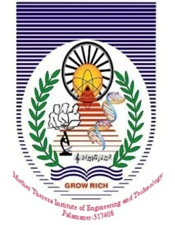 GROW RICH
Mother Theresa Institute of Engineering and Technology
Palamaner-517408